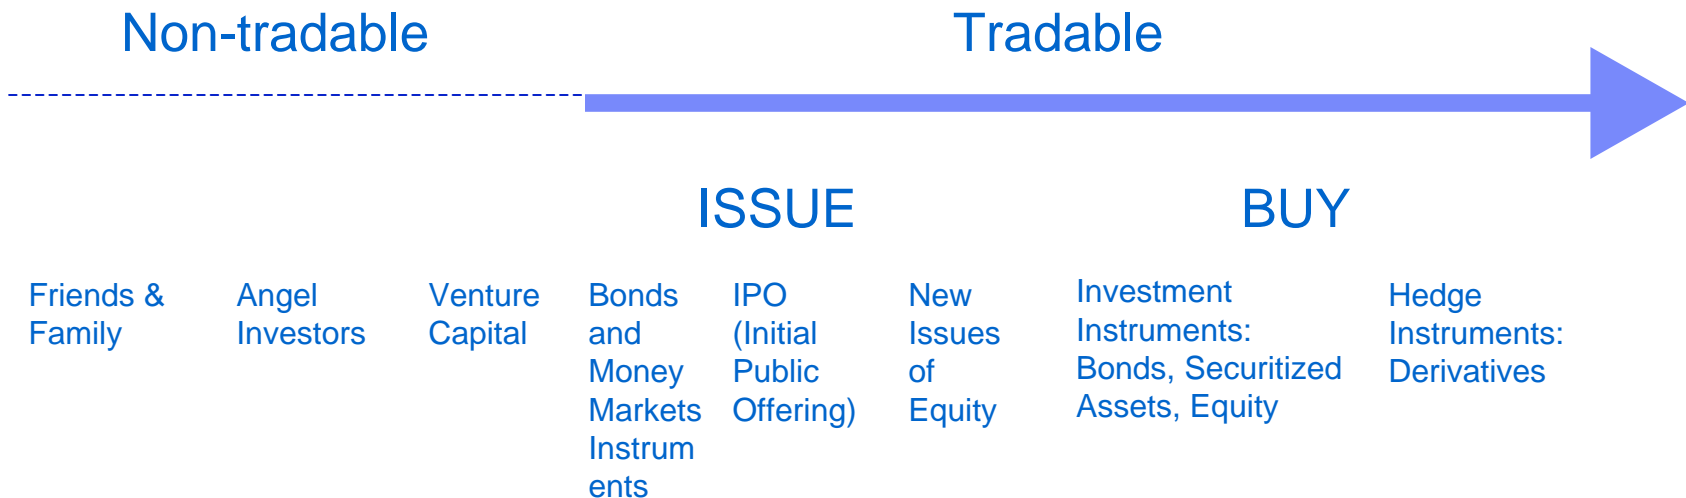 Non-tradable
Tradable
ISSUE
BUY
Friends &
Family
Angel
Investors
Venture
Capital
Bonds
and
Money
Markets
Instrum
ents
IPO
(Initial
Public
Offering)
New
Issues
of
Equity
Investment
Instruments:
Bonds, Securitized
Assets, Equity
Hedge
Instruments:
Derivatives